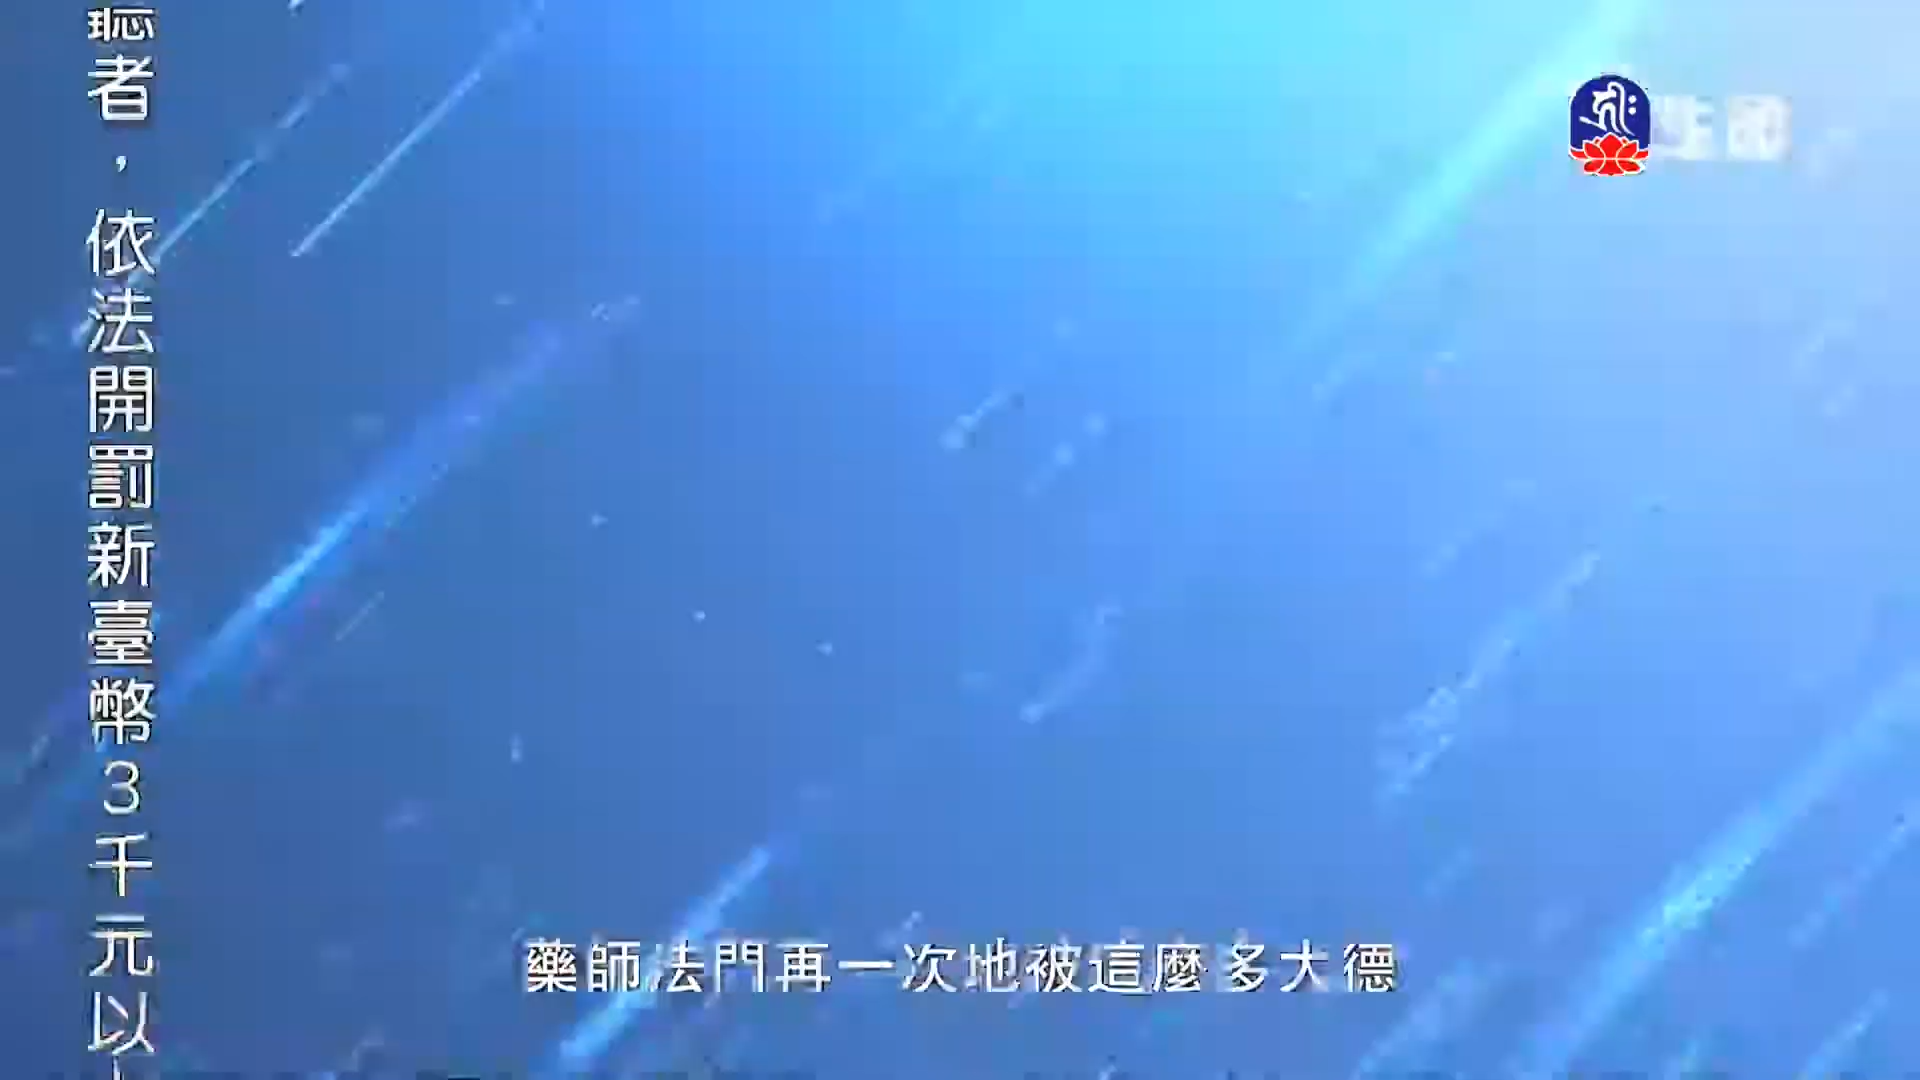 聽者，依法開罰新臺幣3千元以
生
藥師法門再一次地被這麼多大德